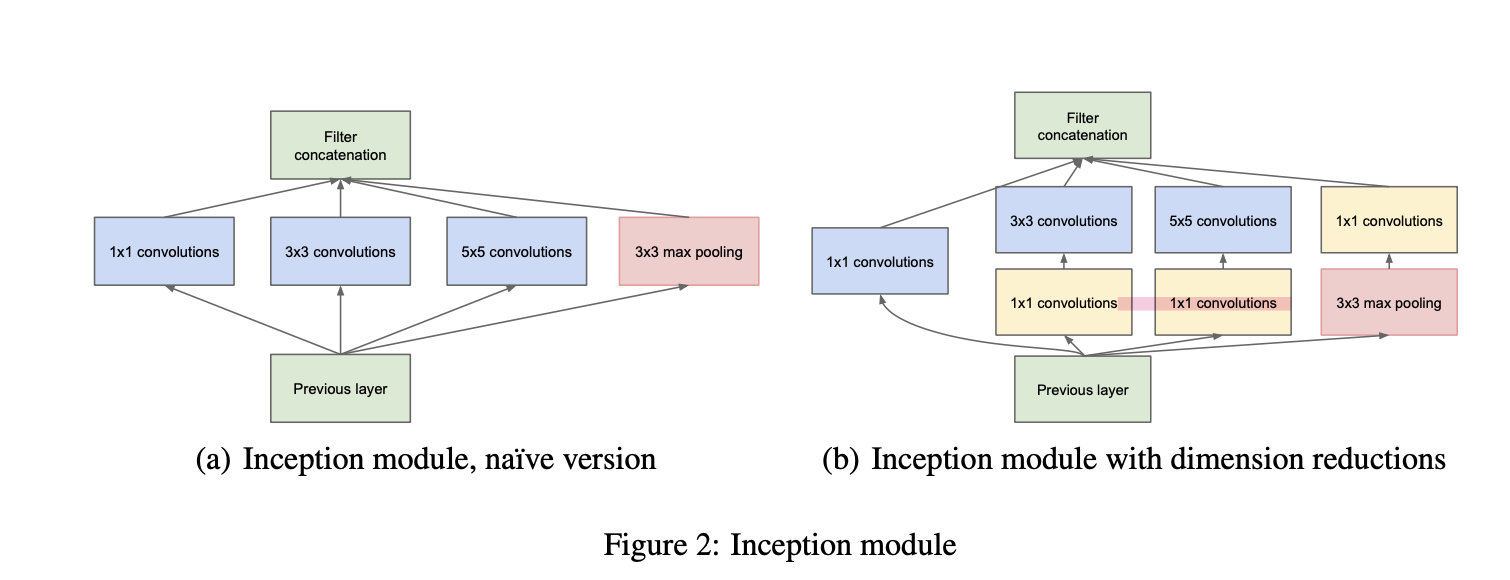 Filter
concatenation
1x1 convolutions
3x3 convolutions
5x5 convolutions
3x3 max pooling
Previous layer
(a) Inception module, naïve version
Filter
concatenation
3x3 convolutions
5x5 convolutions
1x1 convolutions
1x1 convolutions
1x1 convolutions
1x1 convolutions
3x3 max pooling
Previous layer
(b) Inception module with dimension reductions
Figure 2: Inception module